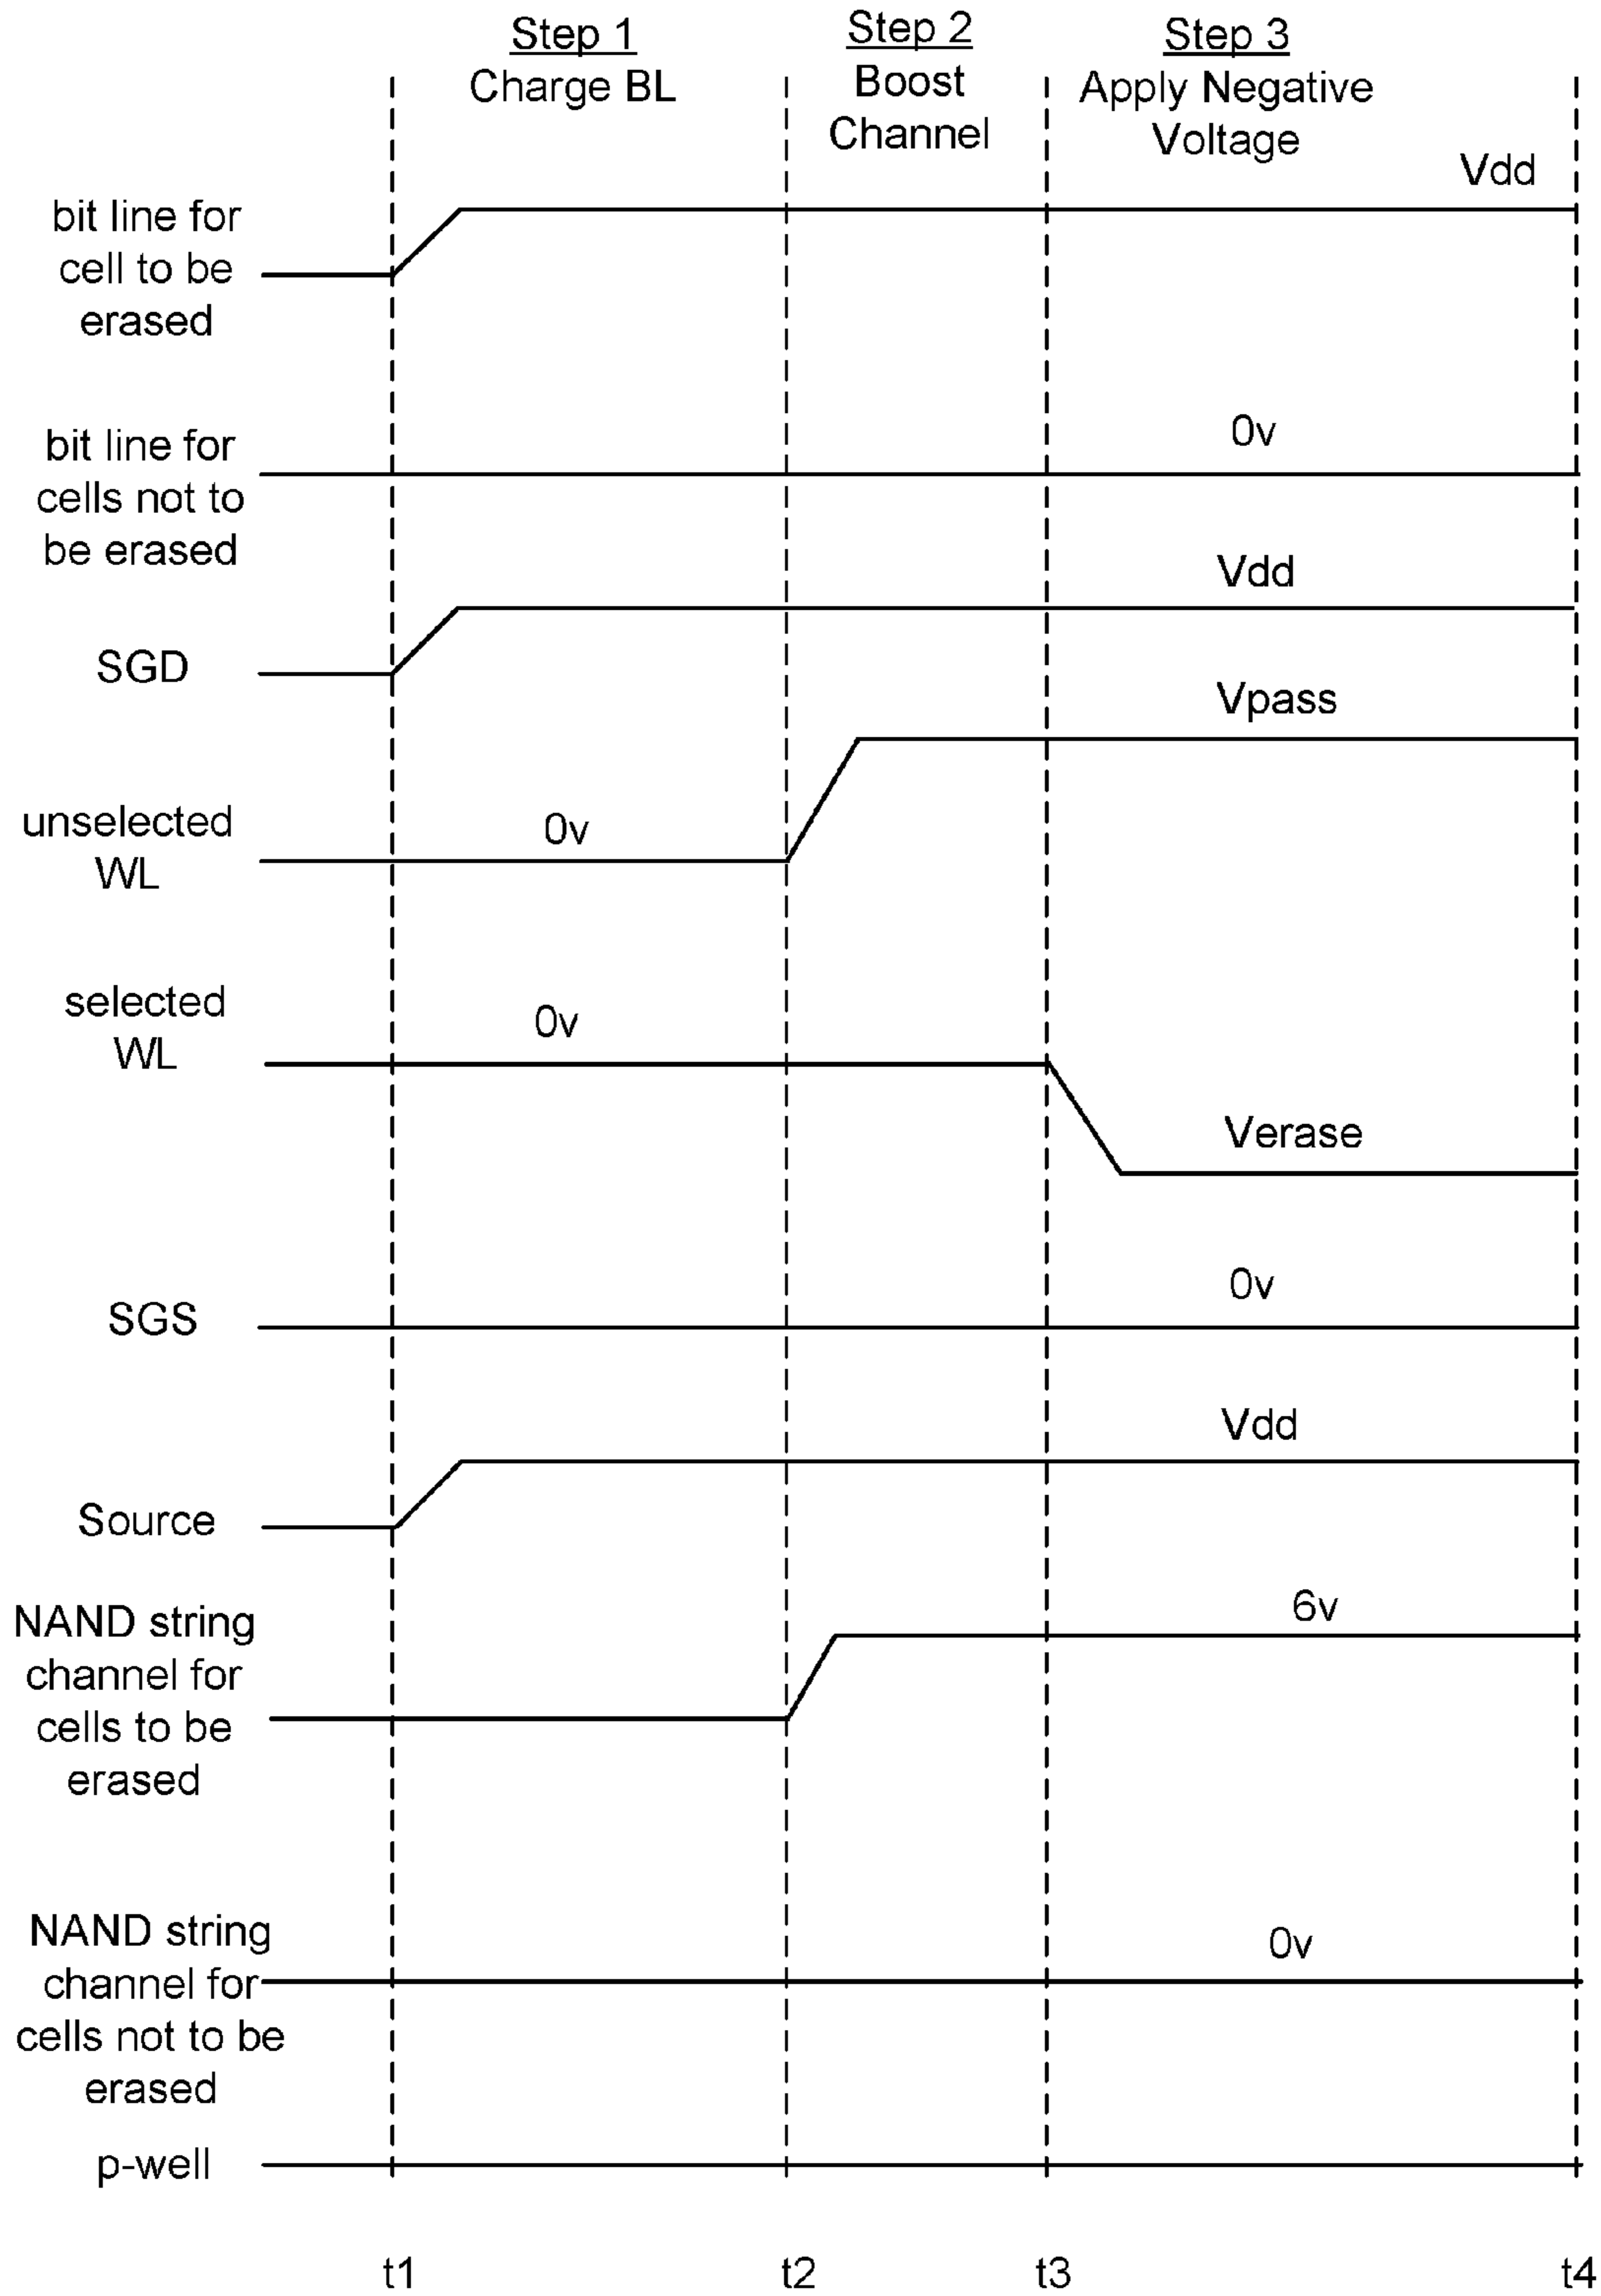 Step 1
Charge BL
Step 2
Boost
Channel
Step 3
Apply Negative
Voltage
Vdd
bit line for
cell to be
erased
0v
bit line for
cells not to
be erased
Vdd
SGD
Vpass
unselected
WL
0v
selected
WL
0v
Verase
0v
SGS
Vdd
Source
6v
NAND string
channel for
cells to be
erased
0v
NAND string
channel for
cells not to be
erased
p-well
t1
t2
t3
t4